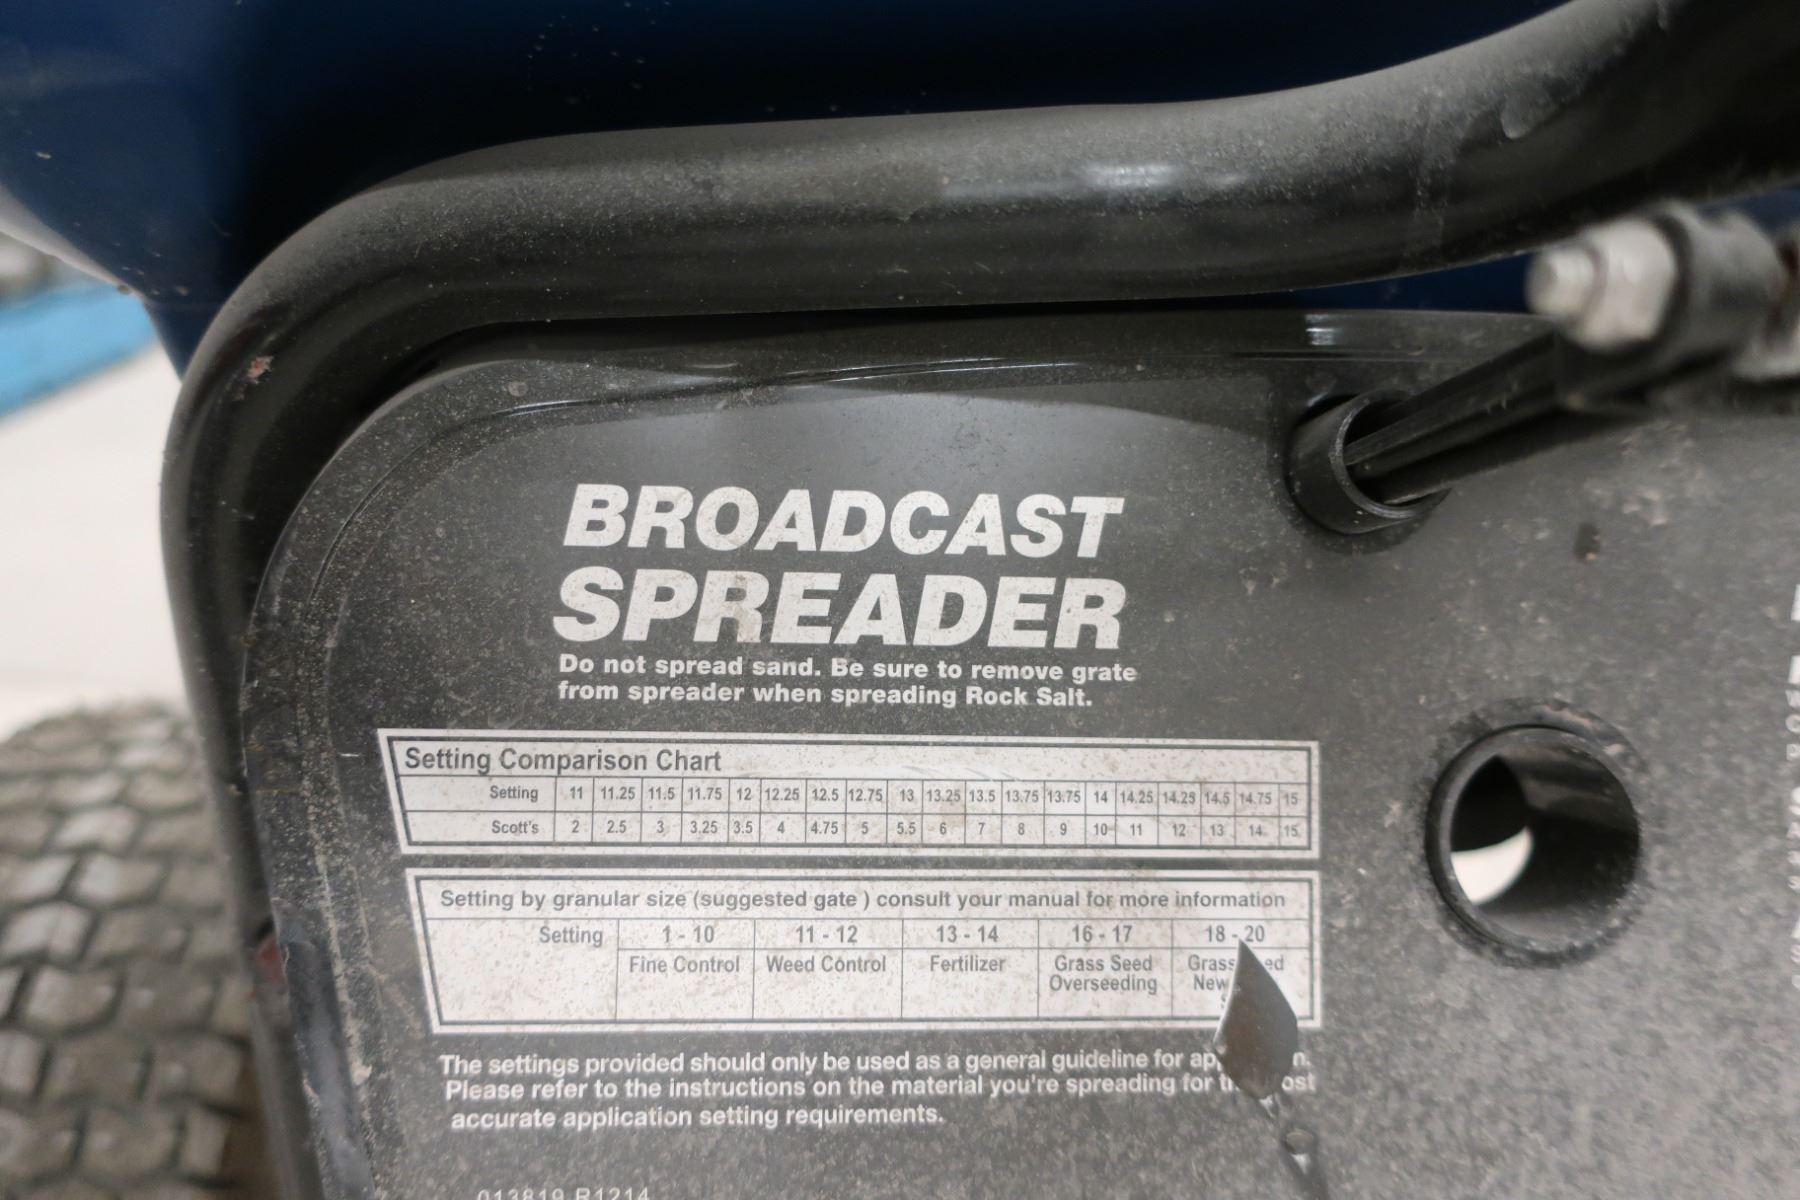 BROADCAST
SPREADER
Do not spread sand. Be sure to remove grate
from spreader when spreading Rock Salt.
Setting Comparison Chart
Setting 11 11.25 11.5 11.75 12 12.25 12.5 12.75 13 13.25 13.5 13.75 13.75 14 14.25 14.25 14.5 14.75 15
Scott's 2 2.5 3 3.25 3.5 4 4.75 5 5.5 6 7 8 9 10 11 12 13 14 15
Setting by granular size (suggested gate ) consult your manual for more information
Setting 1 - 10 11 - 12 13 - 14 16 - 17 18 - 20
Fine Control Weed Control Fertilizer Grass Seed Grass
Overseeding New
The settings provided should only be used as a general guideline for
Please refer to the instructions on the material you're spreading for
accurate application setting requirements.
013819 R1214